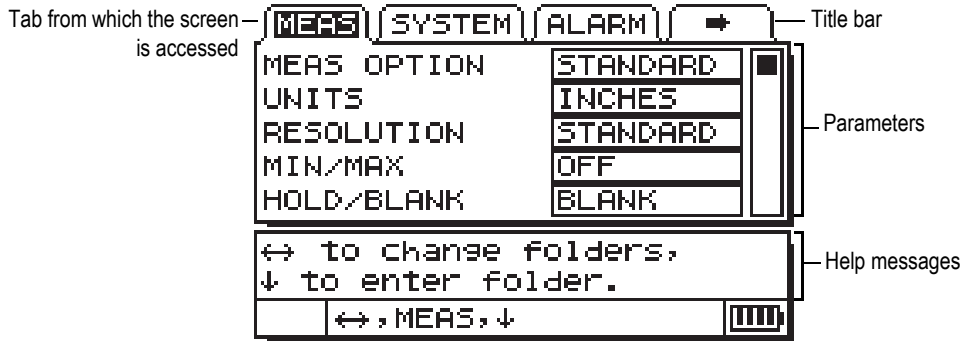 Tab from which the screen is accessed
MEAS SYSTEM ALARM ➡
Title bar
MEAS OPTION STANDARD
UNITS INCHES
RESOLUTION STANDARD
MIN/MAX OFF
HOLD/BLANK BLANK
Parameters
↔ to change folders,
↓ to enter folder.
Help messages
↔,MEAS,↓